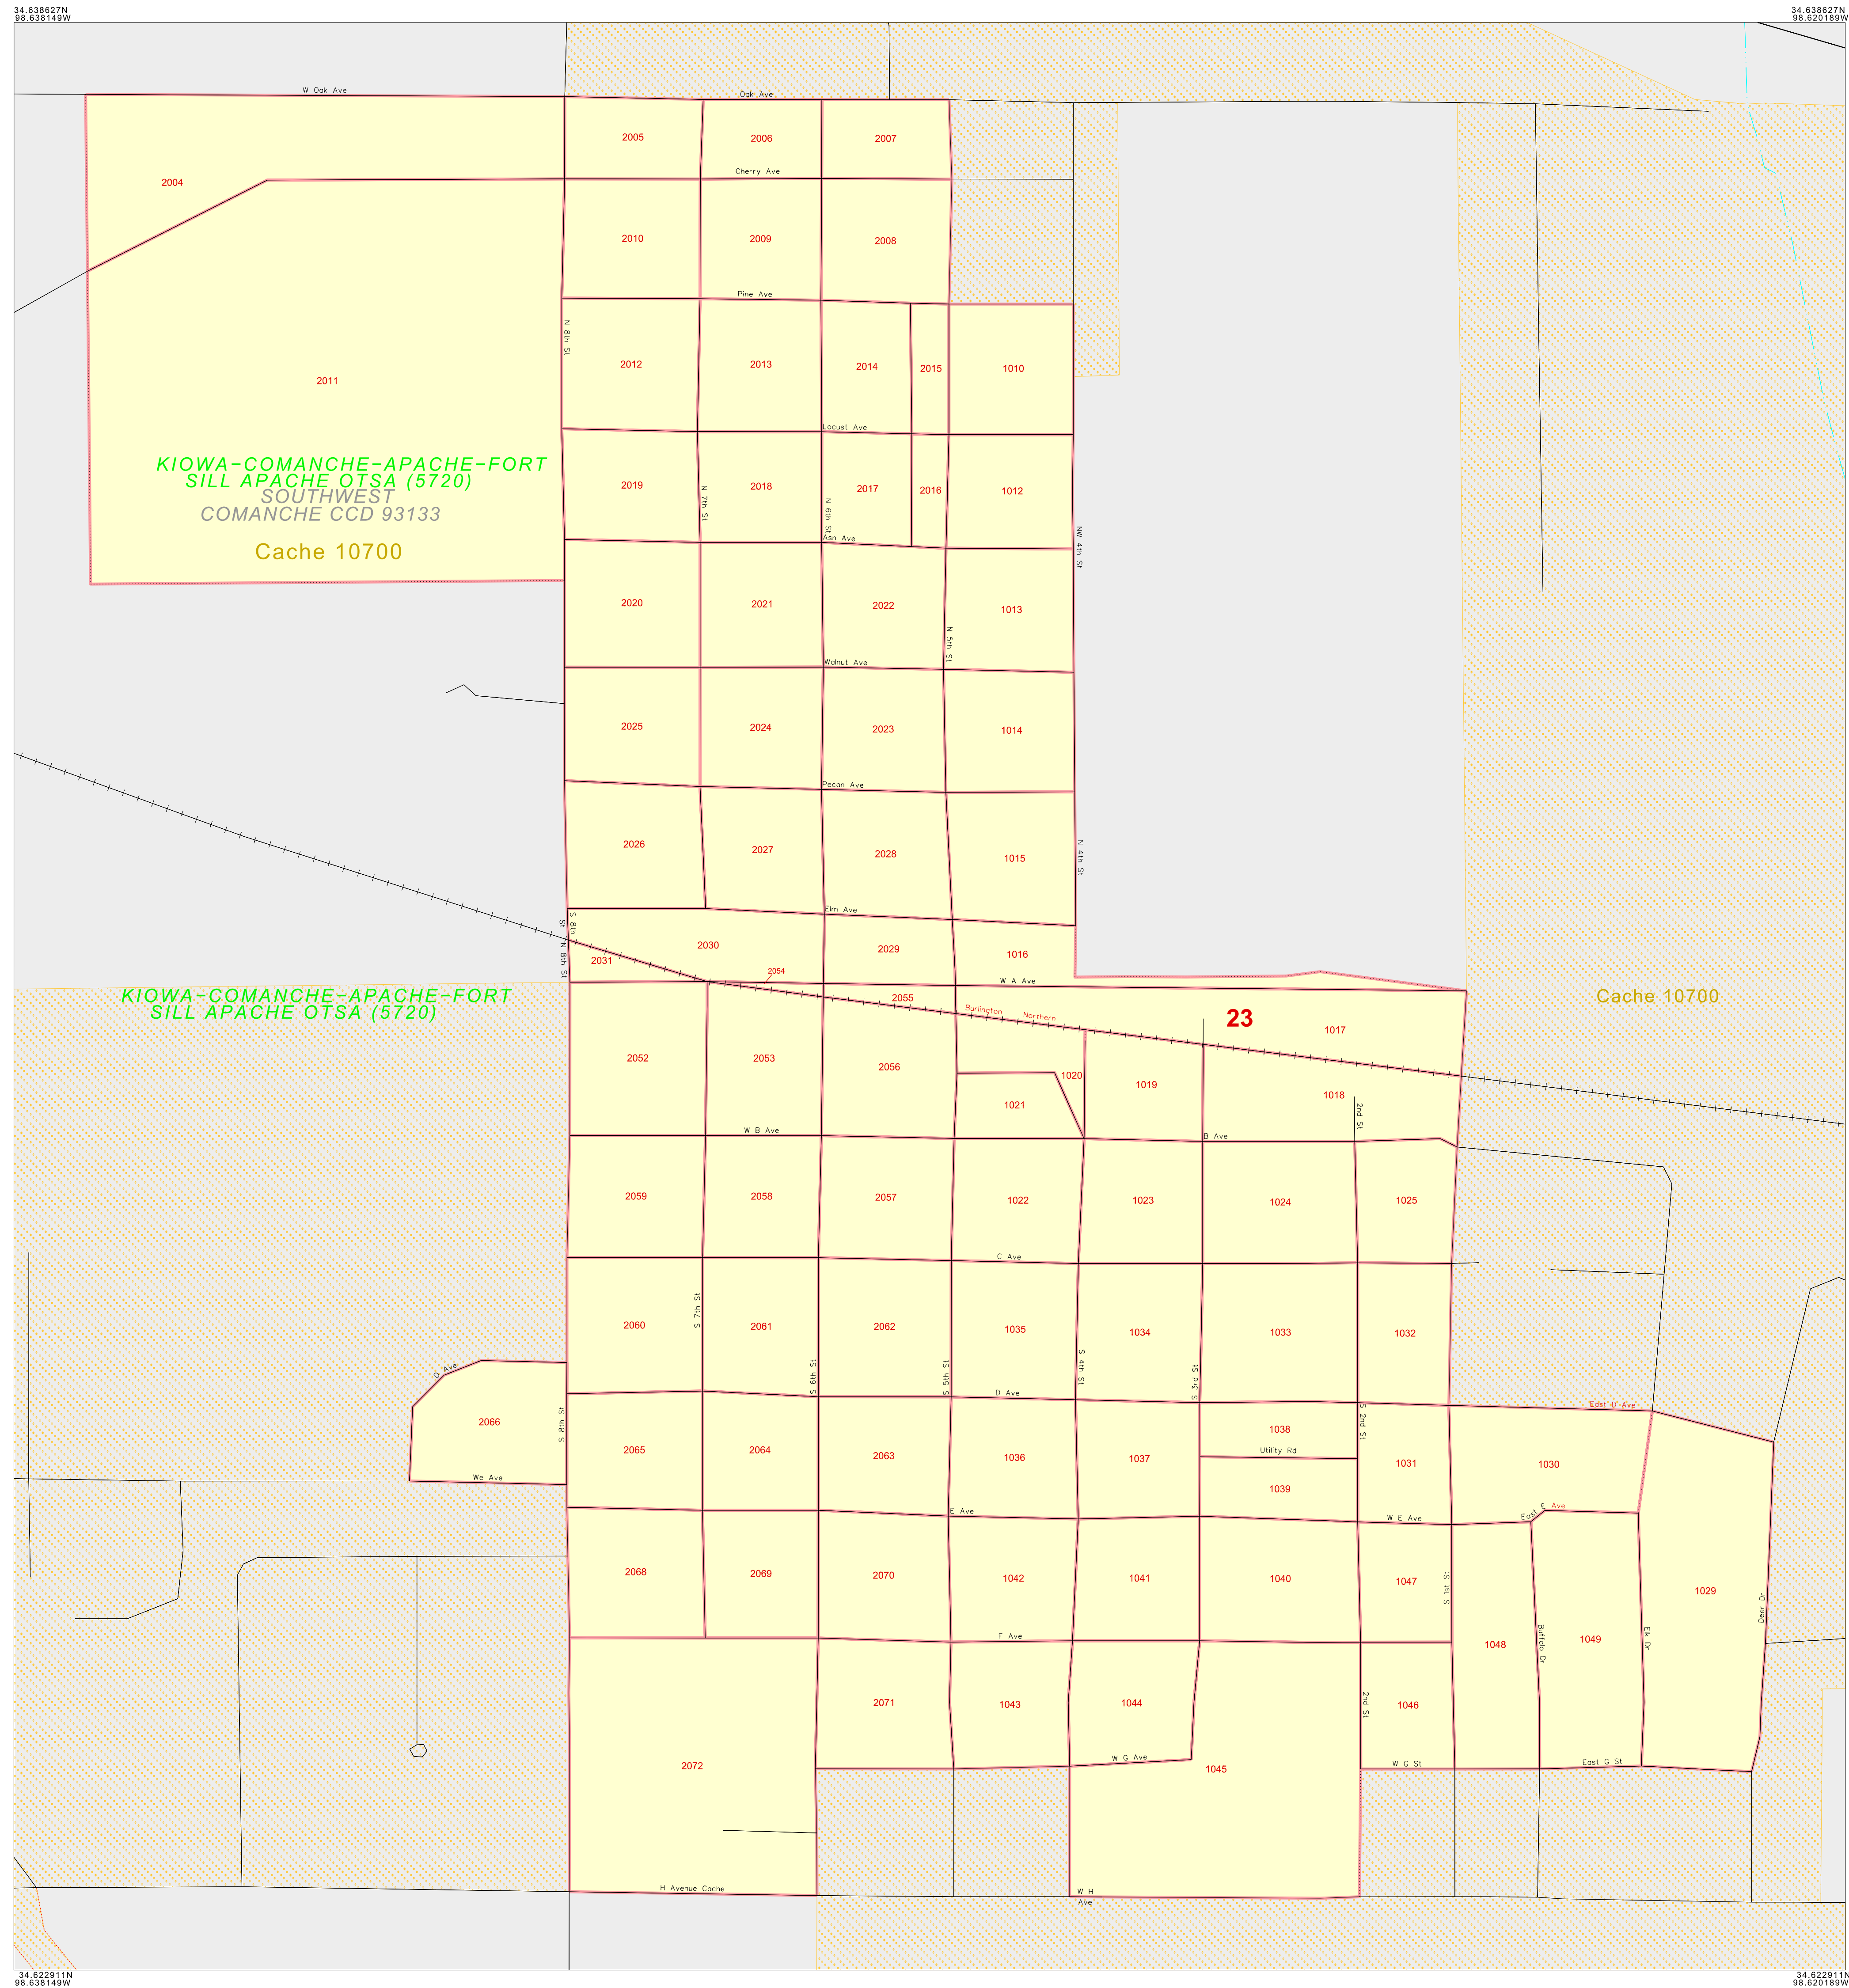 34.638627N
98.638149W
34.638627N
98.620189W
W Oak Ave
Oak Ave
2005
2006
2007
2004
Cherry Ave
2010
2009
2008
Pine Ave
N 8th St
2011
2012
2013
2014
2015
1010
Locust Ave
KIOWA-COMANCHE-APACHE-FORT
SILL APACHE OTSA (5720)
SOUTHWEST
COMANCHE CCD 93133
Cache 10700
2019
2018
2017
2016
1012
N 7th St
N 6th St
Ash Ave
NW 4th St
2020
2021
2022
1013
N 5th St
Walnut Ave
2025
2024
2023
1014
Pecan Ave
2026
2027
2028
1015
N 4th St
Elm Ave
S 8th
St
N 8th St
2030
2031
2029
1016
2054
W A Ave
KIOWA-COMANCHE-APACHE-FORT
SILL APACHE OTSA (5720)
Cache 10700
2055
Burlington Northern
23
1017
2052
2053
2056
1020
1019
1018
1021
2nd St
W B Ave
B Ave
2059
2058
2057
1022
1023
1024
1025
C Ave
S 7th St
2060
2061
2062
1035
1034
1033
1032
D Ave
S 6th St
S 5th St
S 4th St
S 3rd St
D Ave
East D Ave
2066
S 8th St
2065
2064
2063
1036
1037
1038
S 2nd St
Utility Rd
1031
1030
1039
We Ave
E Ave
W E Ave
East E Ave
2068
2069
2070
1042
1041
1040
1047
S 1st St
1029
Deer Dr
F Ave
1048
Buffalo Dr
1049
Elk Dr
2071
1043
1044
2nd St
1046
2072
W G Ave
1045
W G St
East G St
H Avenue Cache
W H
Ave
34.622911N
98.638149W
34.622911N
98.620189W